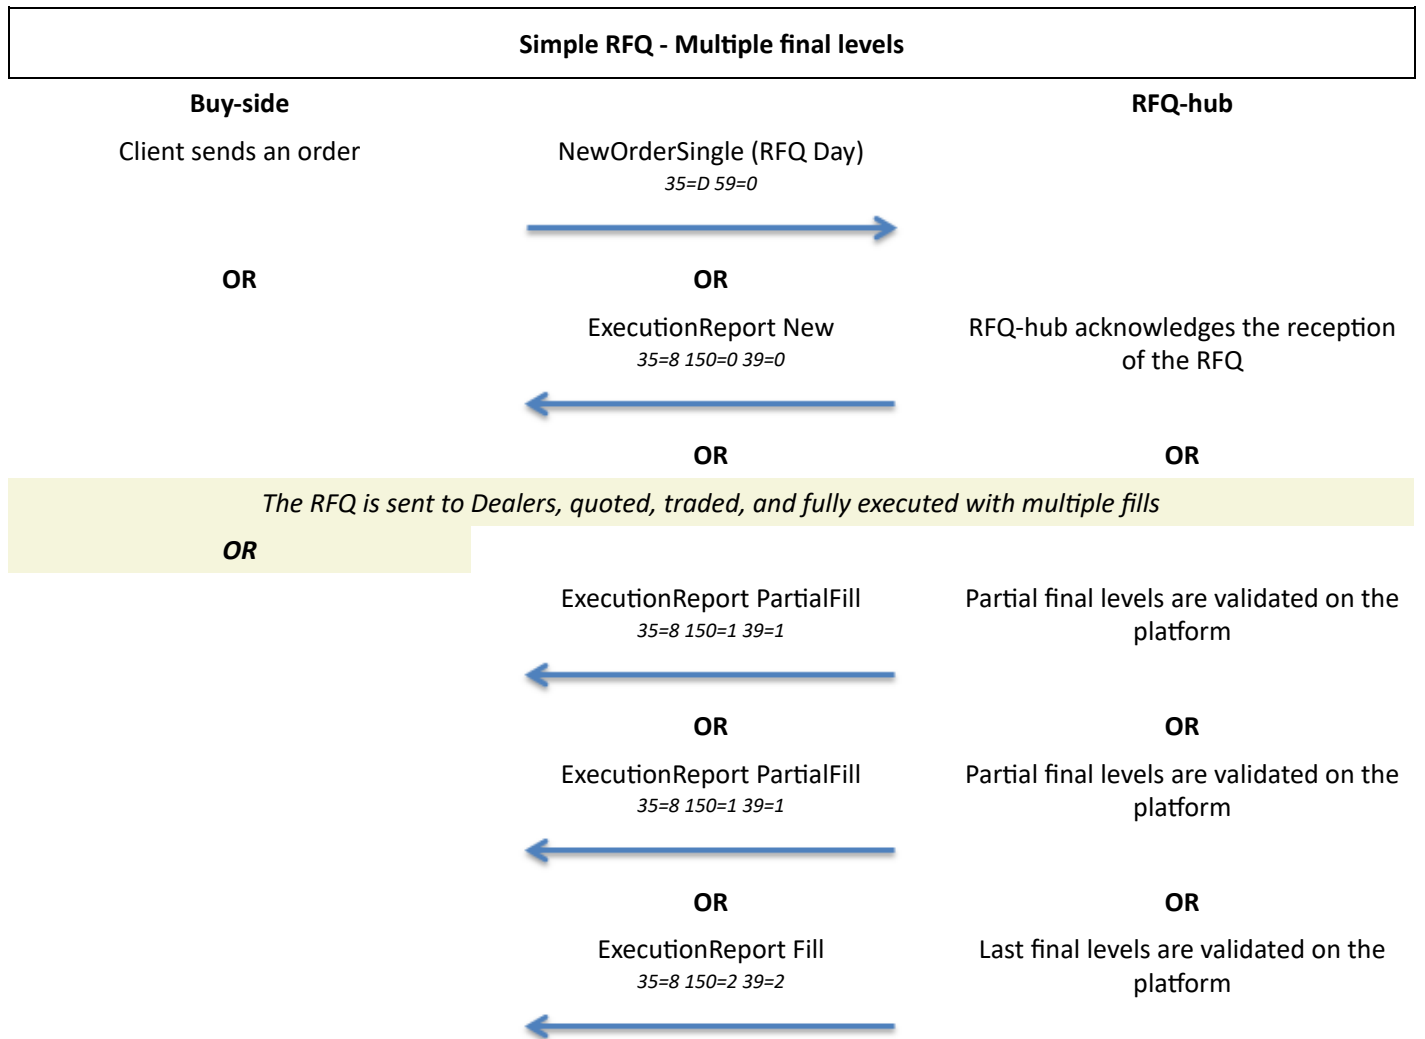 Simple RFQ - Multiple final levels
Buy-side
RFQ-hub
Client sends an order
NewOrderSingle (RFQ Day)
35=D 59=0
OR
OR
ExecutionReport New
35=8 150=0 39=0
RFQ-hub acknowledges the reception
of the RFQ
OR
OR
The RFQ is sent to Dealers, quoted, traded, and fully executed with multiple fills
OR
ExecutionReport PartialFill
35=8 150=1 39=1
Partial final levels are validated on the
platform
OR
OR
ExecutionReport PartialFill
35=8 150=1 39=1
Partial final levels are validated on the
platform
OR
OR
ExecutionReport Fill
35=8 150=2 39=2
Last final levels are validated on the
platform